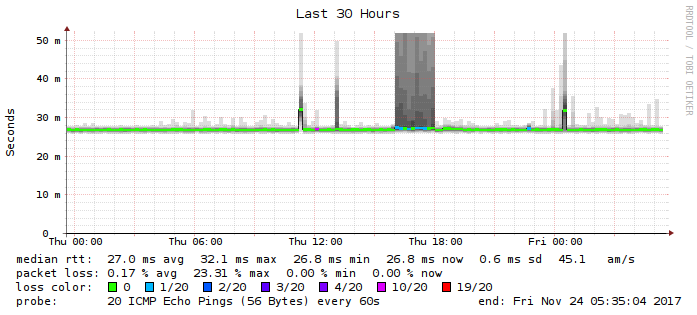 Last 30 Hours
RRDTOOL / TOBI OETIKER
Seconds
50 m
40 m
30 m
20 m
10 m
0
Thu 00:00 Thu 06:00 Thu 12:00 Thu 18:00 Fri 00:00
median rtt: 27.0 ms avg 32.1 ms max 26.8 ms min 26.8 ms now 0.6 ms sd 45.1 am/s
packet loss: 0.17 % avg 23.31 % max 0.00 % min 0.00 % now
loss color: 0 1/20 2/20 3/20 4/20 10/20 19/20
probe: 20 ICMP Echo Pings (56 Bytes) every 60s end: Fri Nov 24 05:35:04 2017